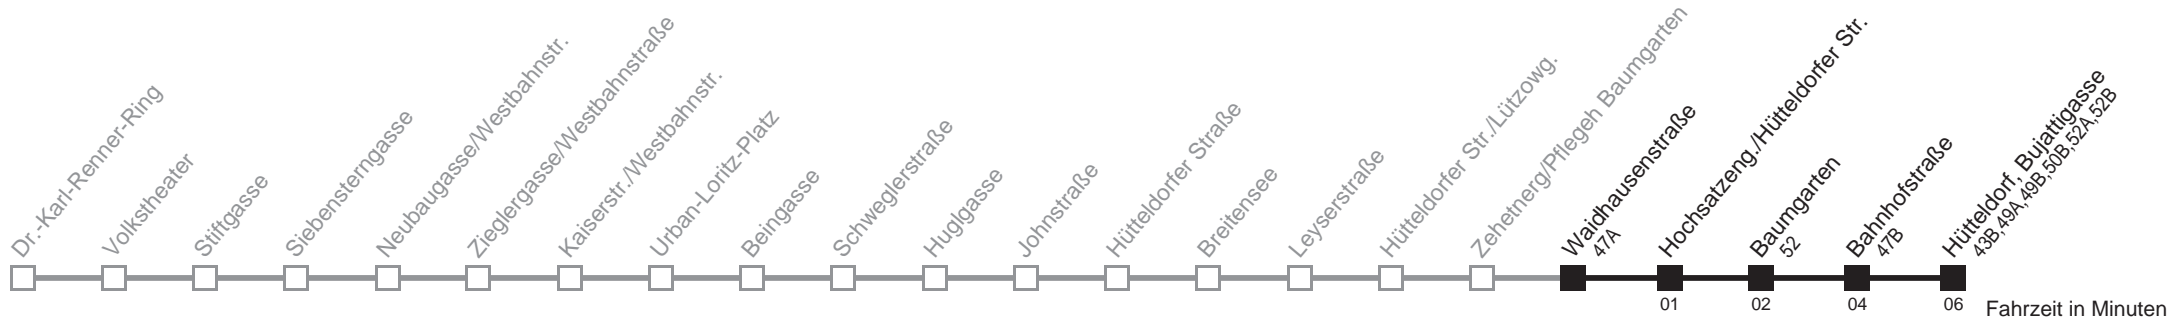 Dr.-Karl-Renner-Ring
Volkstheater
Stiftgasse
Siebensterngasse
Neubaugasse/Westbahnstr.
Zieglergasse/Westbahnstraße
Kaiserstr./Westbahnstr.
Urban-Loritz-Platz
Beingasse
Schweglerstraße
Huglgasse
Johnstraße
Hütteldorfer Straße
Breitensee
Leyserstraße
Hütteldorfer Str./Lützowg.
Zehetnerg/Pflegeh Baumgarten
Waidhausenstraße
47A
Hochsatzeng./Hütteldorfer Str.
Baumgarten
52
Bahnhofstraße
47B
Hütteldorf, Bujattigasse
43B,49A,49B,50B,52A,52B
01
02
04
06
Fahrzeit in Minuten